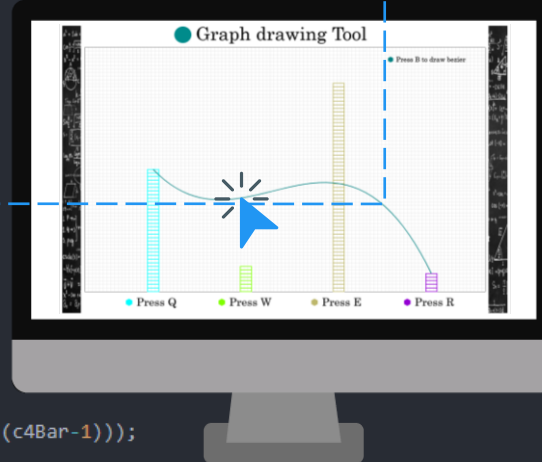 Graph drawing Tool
Press B to draw bezier
Press Q
Press W
Press E
Press R
(c4Bar-1)));